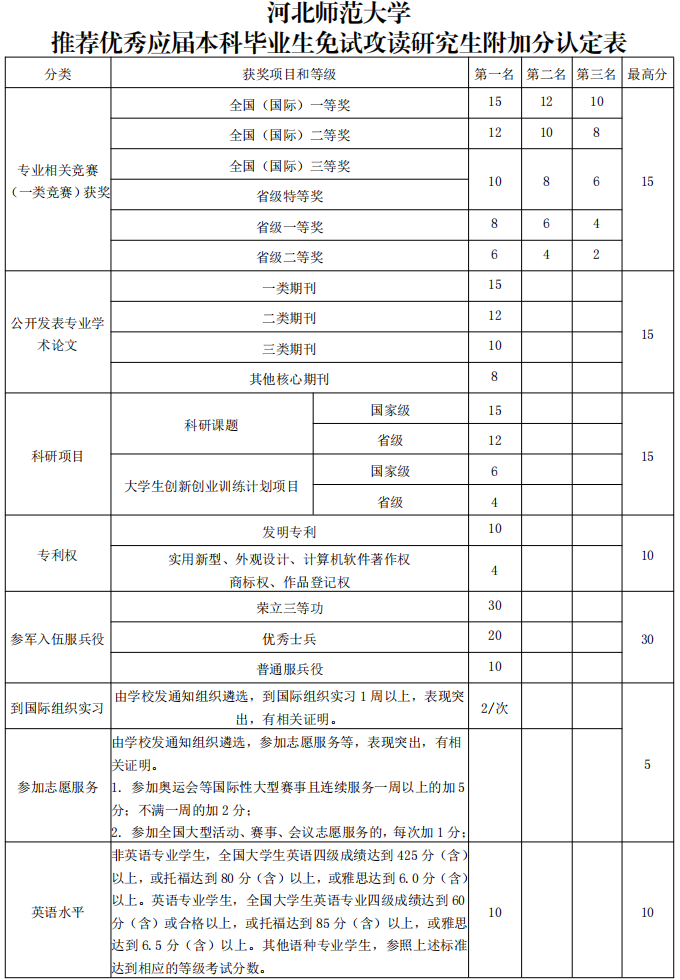 河北师范大学
推荐优秀应届本科毕业生免试攻读研究生附加分认定表
分类 获奖项目和等级 第一名 第二名 第三名 最高分
专业相关竞赛
（一类竞赛）获奖
全国（国际）一等奖 15 12 10
全国（国际）二等奖 12 10 8
全国（国际）三等奖
省级特等奖
10 8 6
省级一等奖 8 6 4
省级二等奖 6 4 2
15
公开发表专业学
术论文
一类期刊 15
二类期刊 12
三类期刊 10
其他核心期刊 8
15
科研项目
科研课题
国家级 15
省级 12
大学生创新创业训练计划项目
国家级 6
省级 4
15
专利权
发明专利 10
实用新型、外观设计、计算机软件著作权
商标权、作品登记权
4
10
参军入伍服兵役
荣立三等功 30
优秀士兵 20
普通服兵役 10
30
到国际组织实习
由学校发通知组织遴选，到国际组织实习 1 周以上，表现突
出，有相关证明。
2/次
参加志愿服务
由学校发通知组织遴选，参加志愿服务等，表现突出，有相
关证明。
1. 参加奥运会等国际性大型赛事且连续服务一周以上的加 5
分；不满一周的加 2 分；
2. 参加全国大型活动、赛事、会议志愿服务的，每次加 1 分；
5
英语水平
非英语专业学生，全国大学生英语四级成绩达到 425 分（含）
以上，或托福达到 80 分（含）以上，或雅思达到 6.0 分（含）
以上。英语专业学生，全国大学生英语专业四级成绩达到 60
分（含）或合格以上，或托福达到 85 分（含）以上，或雅思
达到 6.5 分（含）以上。其他语种专业学生，参照上述标准
达到相应的等级考试分数。
10
10